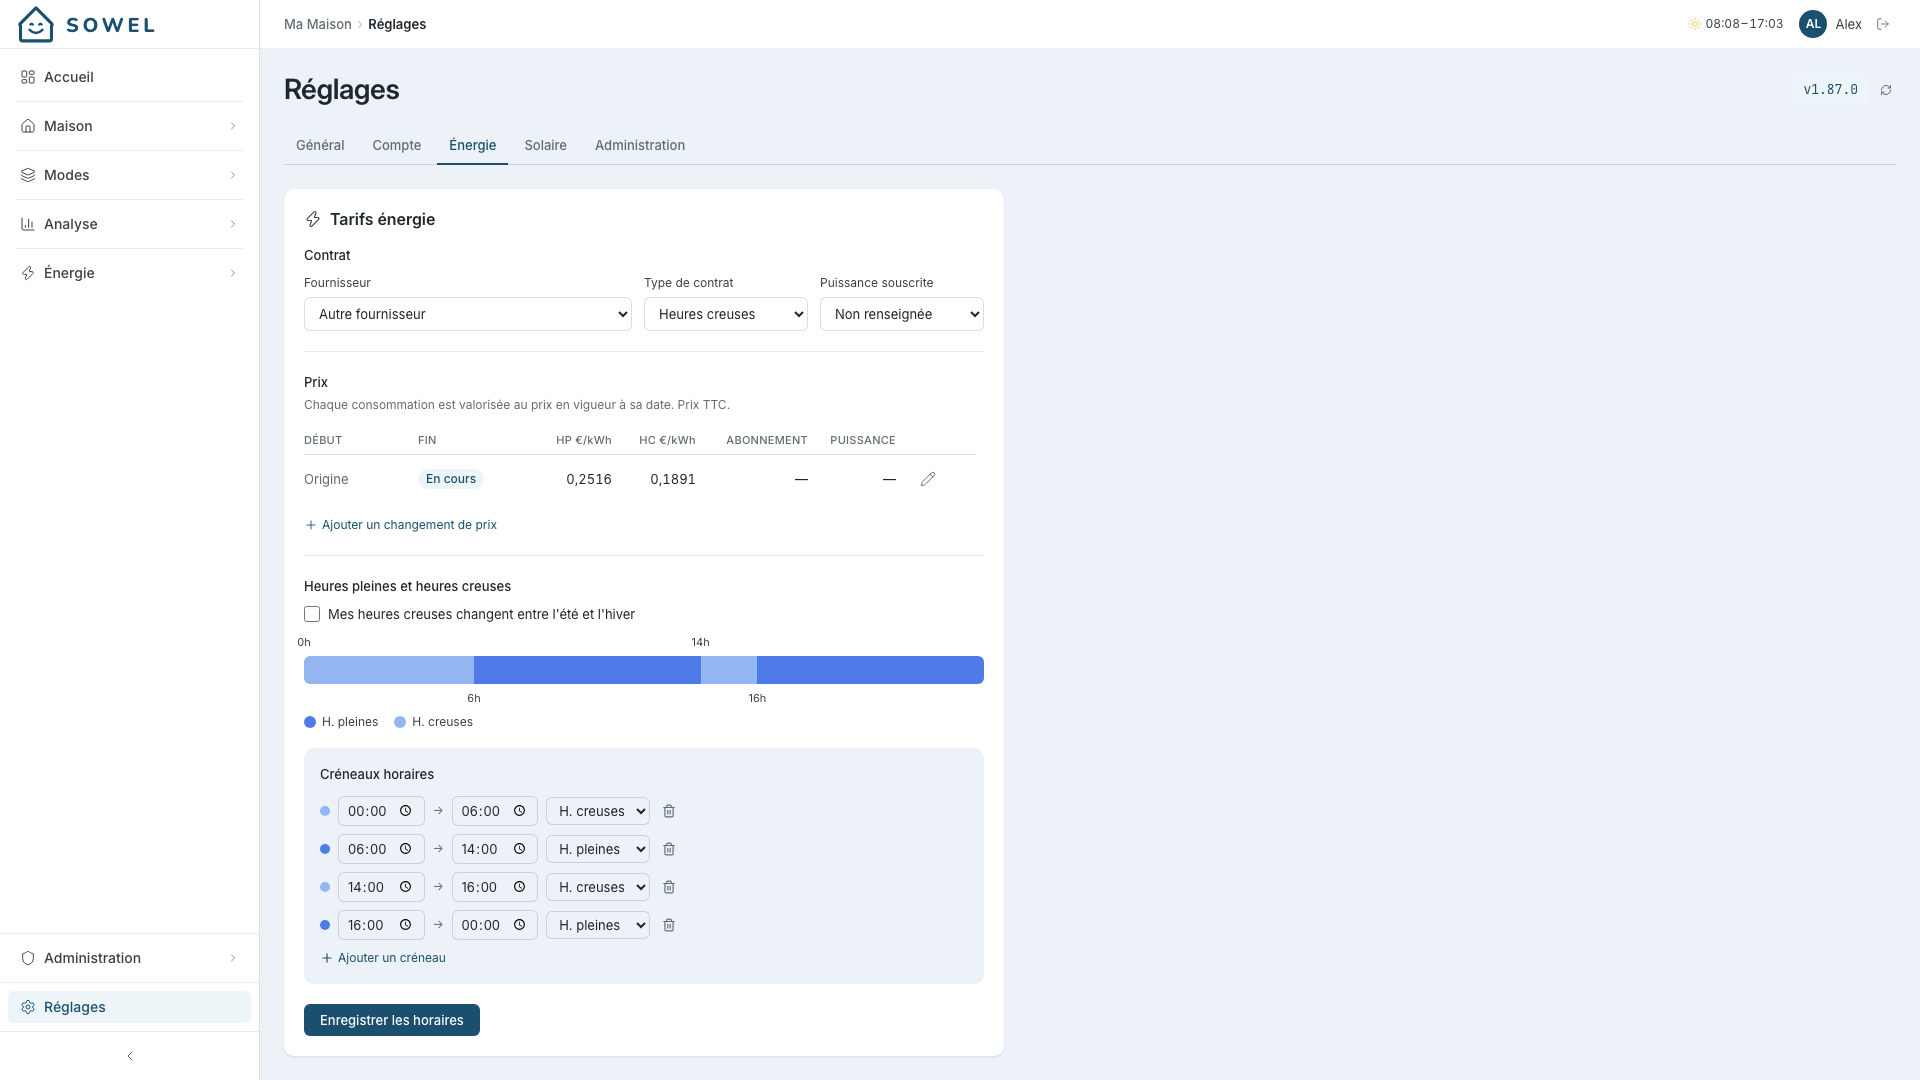 SOWEL
Ma Maison › Réglages
08:08–17:03
AL
Alex
Accueil
Maison
Modes
Analyse
Énergie
Administration
Réglages
Réglages
v1.87.0
Général
Compte
Énergie
Solaire
Administration
Tarifs énergie
Contrat
Fournisseur
Type de contrat
Puissance souscrite
Autre fournisseur
Heures creuses
Non renseignée
Prix
Chaque consommation est valorisée au prix en vigueur à sa date. Prix TTC.
DÉBUT FIN HP €/kWh HC €/kWh ABONNEMENT PUISSANCE
Origine En cours 0,2516 0,1891 — —
+ Ajouter un changement de prix
Heures pleines et heures creuses
Mes heures creuses changent entre l'été et l'hiver
0h 14h
6h 16h
H. pleines H. creuses
Créneaux horaires
00:00 → 06:00 H. creuses
06:00 → 14:00 H. pleines
14:00 → 16:00 H. creuses
16:00 → 00:00 H. pleines
+ Ajouter un créneau
Enregistrer les horaires